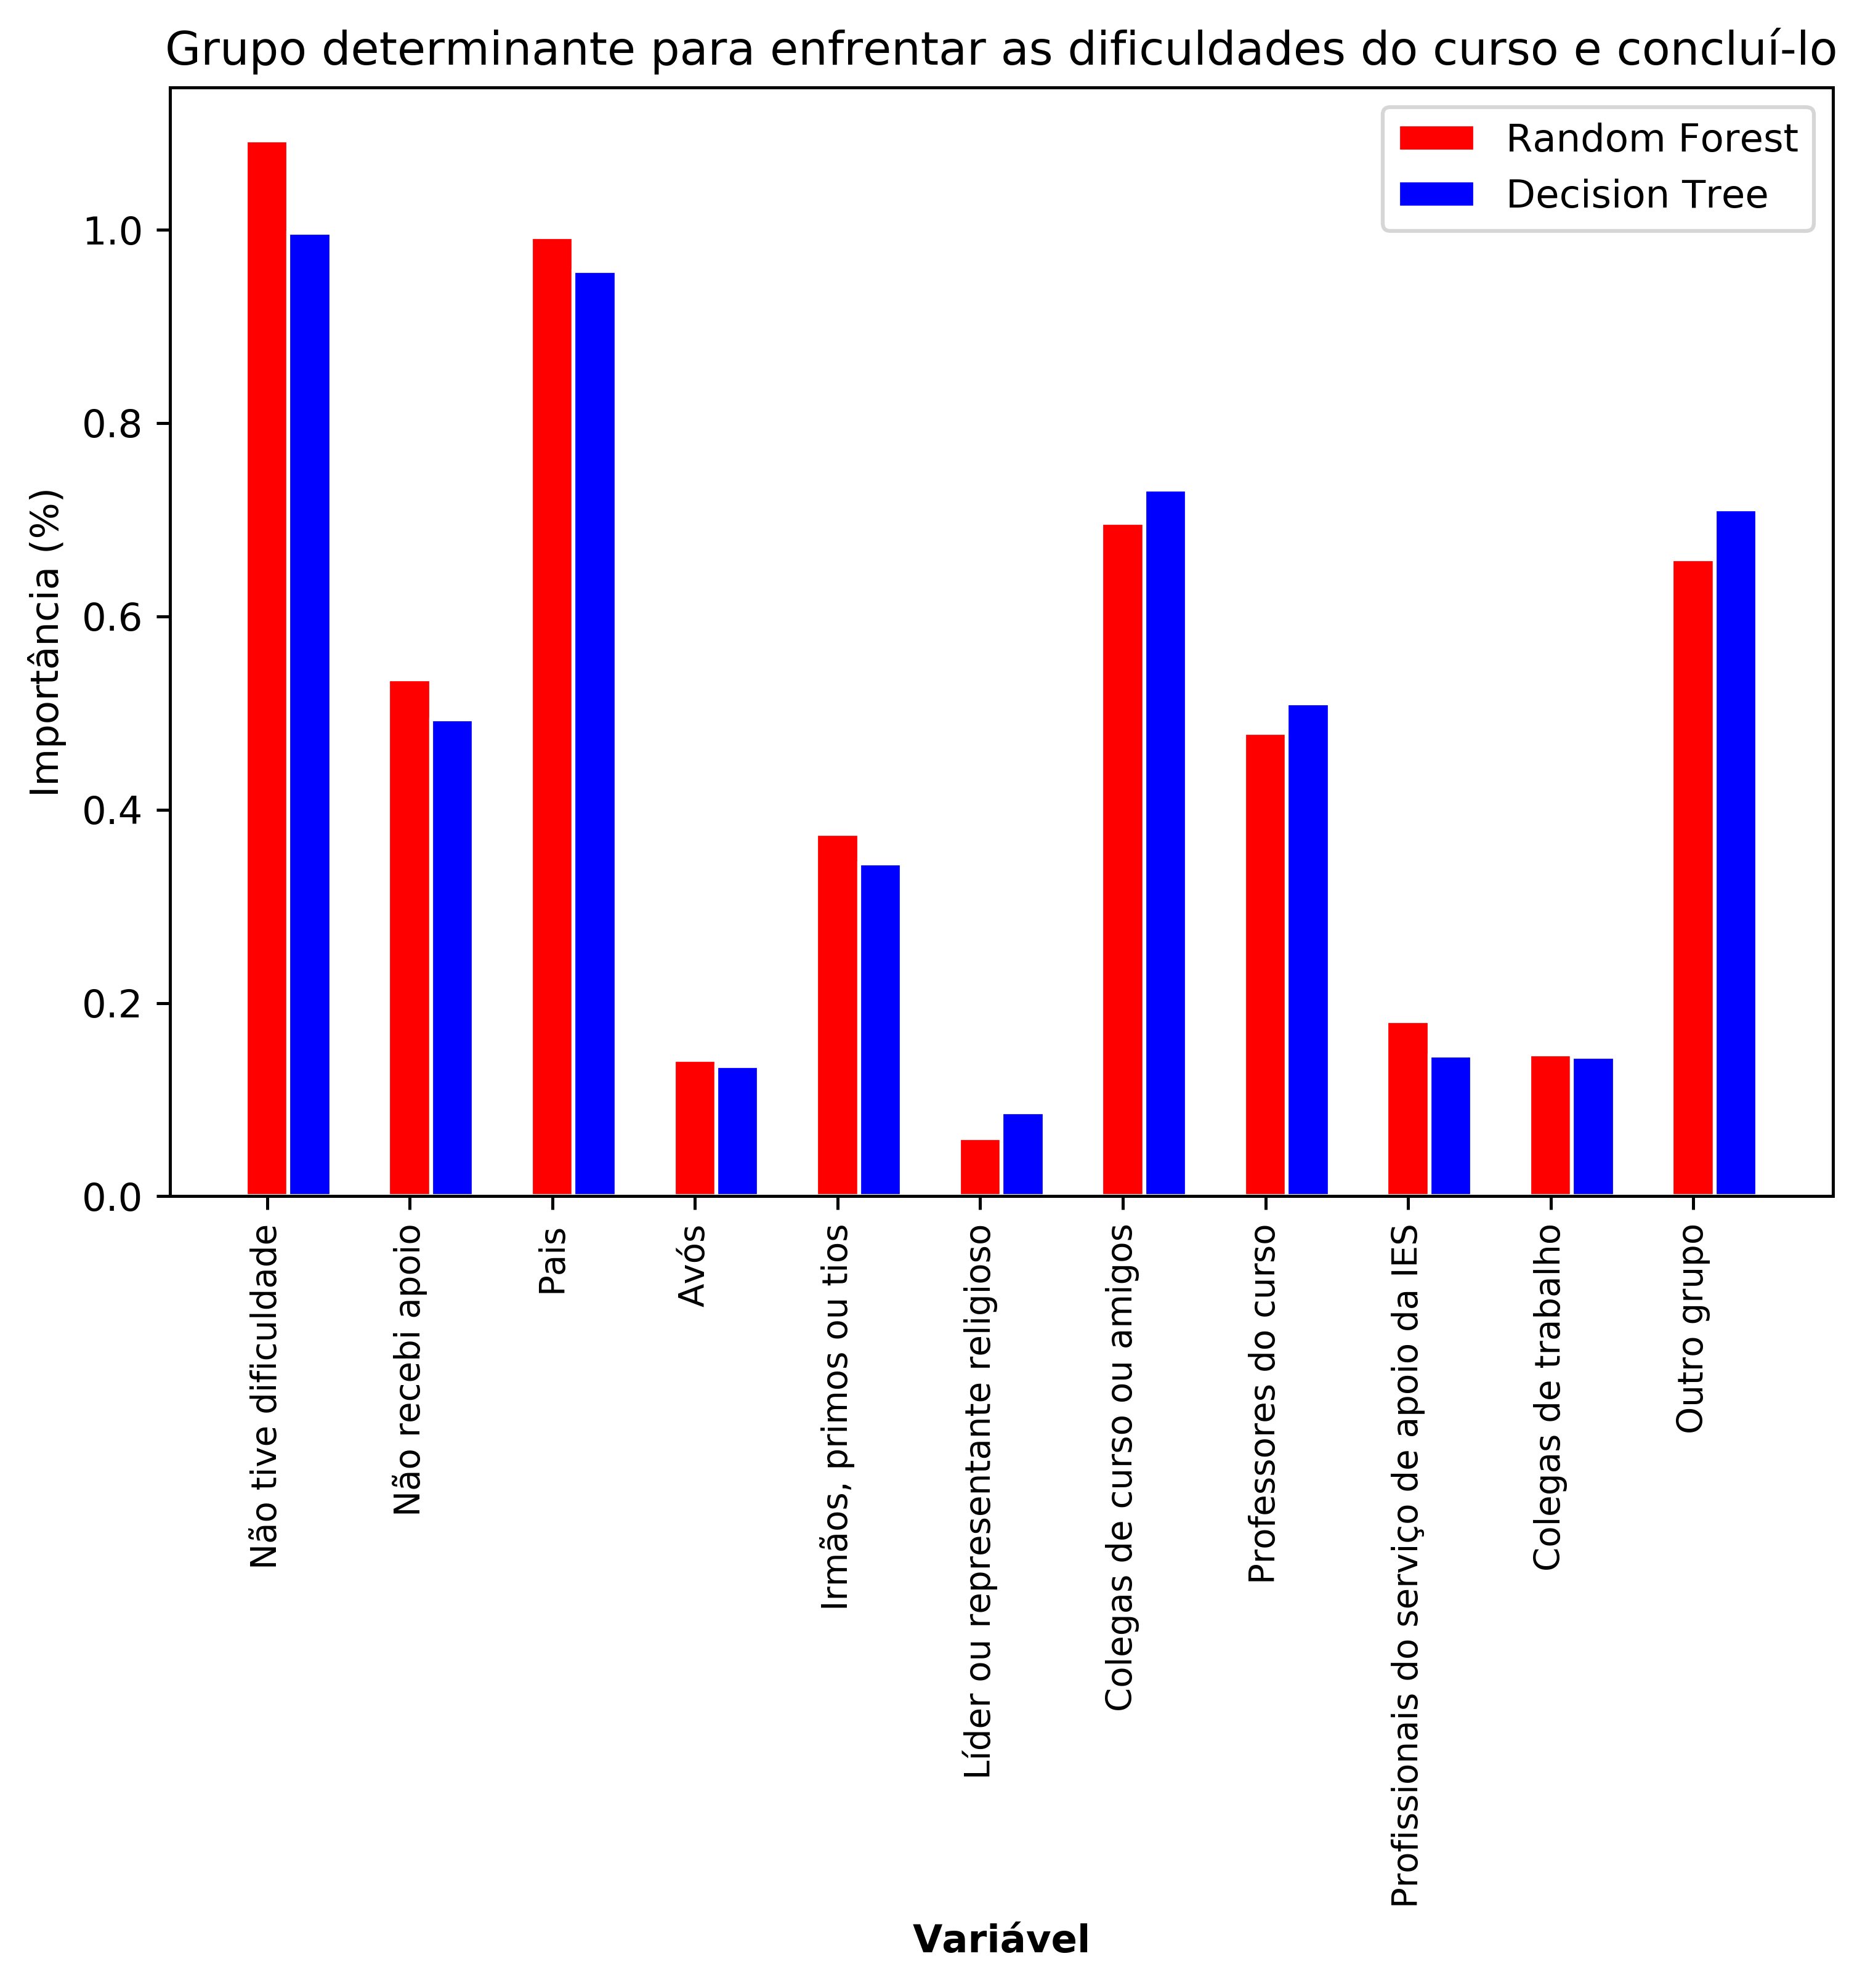 Grupo determinante para enfrentar as dificuldades do curso e concluí-lo
Random Forest
Decision Tree
Importância (%)
1.0
0.8
0.6
0.4
0.2
0.0
Não tive dificuldade
Não recebi apoio
Pais
Avós
Irmãos, primos ou tios
Líder ou representante religioso
Colegas de curso ou amigos
Professores do curso
Profissionais do serviço de apoio da IES
Colegas de trabalho
Outro grupo
Variável